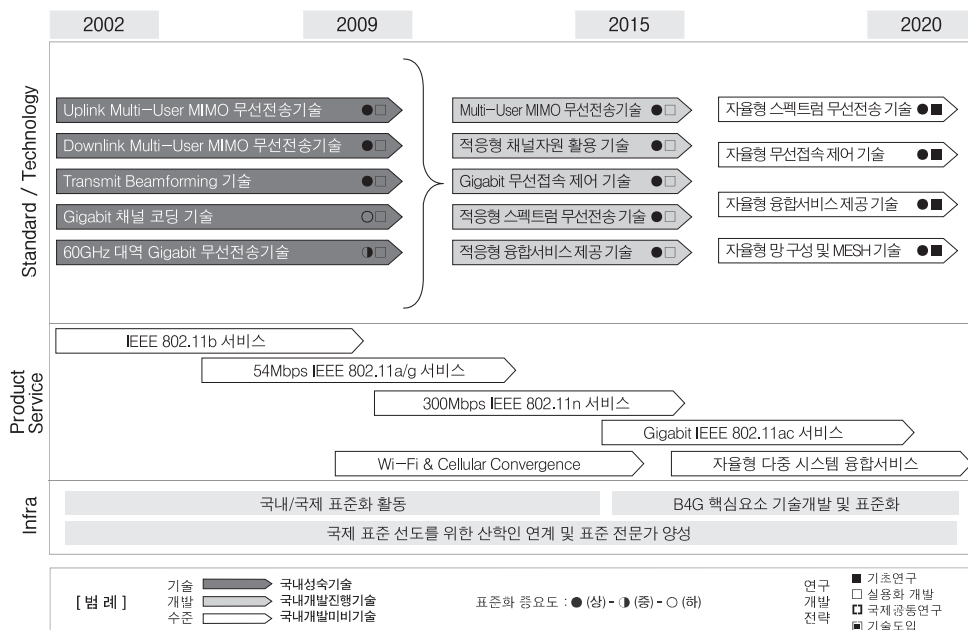 2002
2009
2015
2020
Standard / Technology
Uplink Multi-User MIMO 무선전송기술 ●□
Downlink Multi-User MIMO 무선전송기술 ●□
Transmit Beamforming 기술 ●□
Gigabit 채널 코딩 기술 ○□
60GHz 대역 Gigabit 무선전송기술 ◑□
Multi-User MIMO 무선전송기술 ●□
적응형 채널자원 활용 기술 ●□
Gigabit 무선접속 제어 기술 ●□
적응형 스펙트럼 무선전송 기술 ●□
적응형 융합서비스 제공 기술 ●□
자율형 스펙트럼 무선전송 기술 ●■
자율형 무선접속 제어 기술 ●■
자율형 융합서비스 제공 기술 ●■
자율형 망 구성 및 MESH 기술 ●■
Product
Service
IEEE 802.11b 서비스
54Mbps IEEE 802.11a/g 서비스
300Mbps IEEE 802.11n 서비스
Gigabit IEEE 802.11ac 서비스
Wi-Fi & Cellular Convergence
자율형 다중 시스템 융합서비스
Infra
국내/국제 표준화 활동
B4G 핵심요소 기술개발 및 표준화
국제 표준 선도를 위한 산학인 연계 및 표준 전문가 양성
[ 범 례 ]
기술
개발
수준
국내성숙기술
국내개발진행기술
국내개발미비기술
표준화 중요도 : ● (상) - ◑ (중) - ○ (하)
연구
개발
전략
■ 기초연구
□ 실용화 개발
국제공동연구
▣ 기술도입